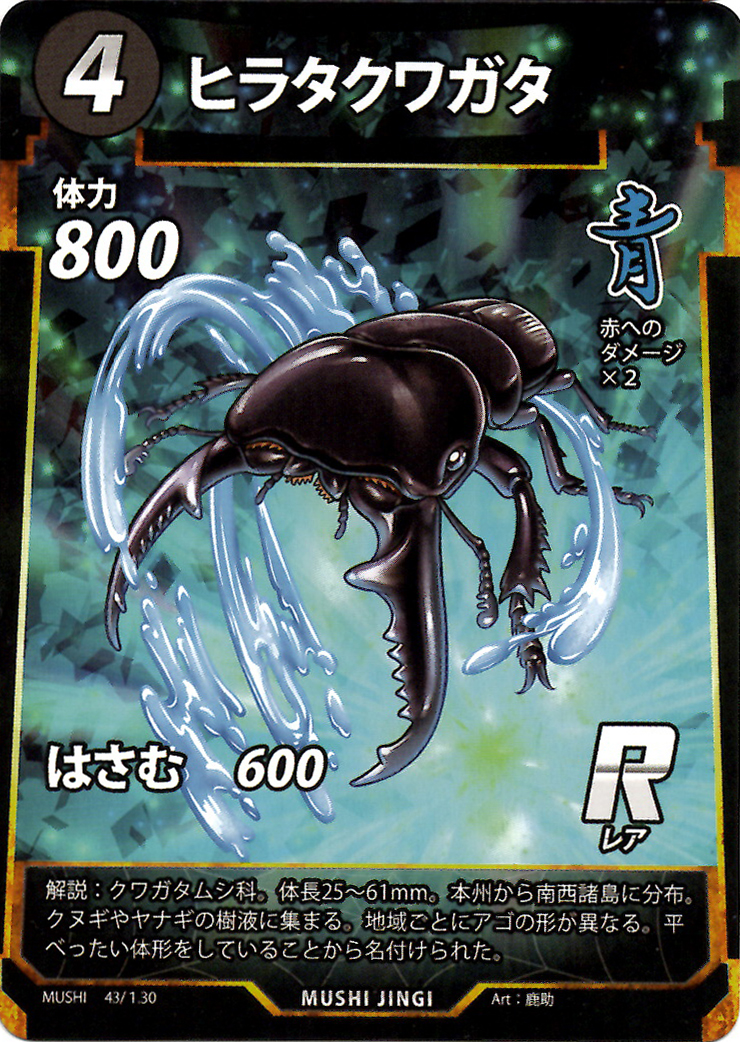 4
ヒラタクワガタ
体力
800
青
赤への
ダメージ
×2
はさむ 600
R
レア
解説：クワガタムシ科。体長25〜61mm。本州から南西諸島に分布。
クヌギやヤナギの樹液に集まる。地域ごとにアゴの形が異なる。平
べったい体形をしていることから名付けられた。
MUSHI 43/1.30 MUSHI JINGI Art：鹿助